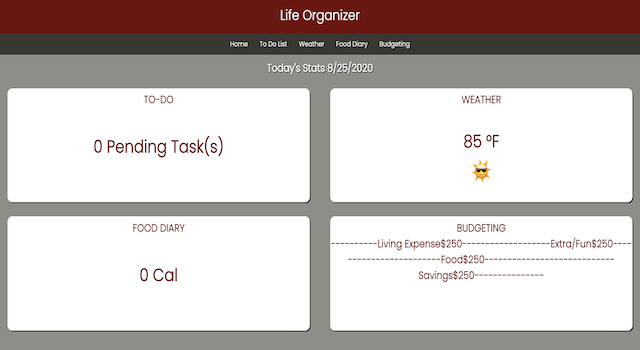 Life Organizer
Home To Do List Weather Food Diary Budgeting
Today's Stats 8/25/2020
TO-DO
0 Pending Task(s)
WEATHER
85 °F
FOOD DIARY
0 Cal
BUDGETING
----------Living Expense$250-------------------Extra/Fun$250----
--------------------Food$250----------------------------
Savings$250---------------